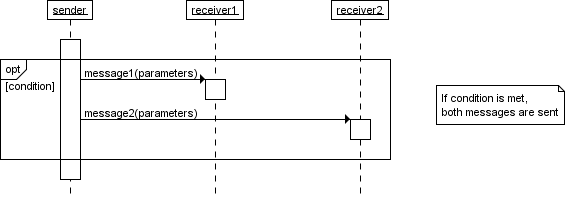 sender
receiver1
receiver2
opt
[condition]
message1(parameters)
message2(parameters)
If condition is met,
both messages are sent